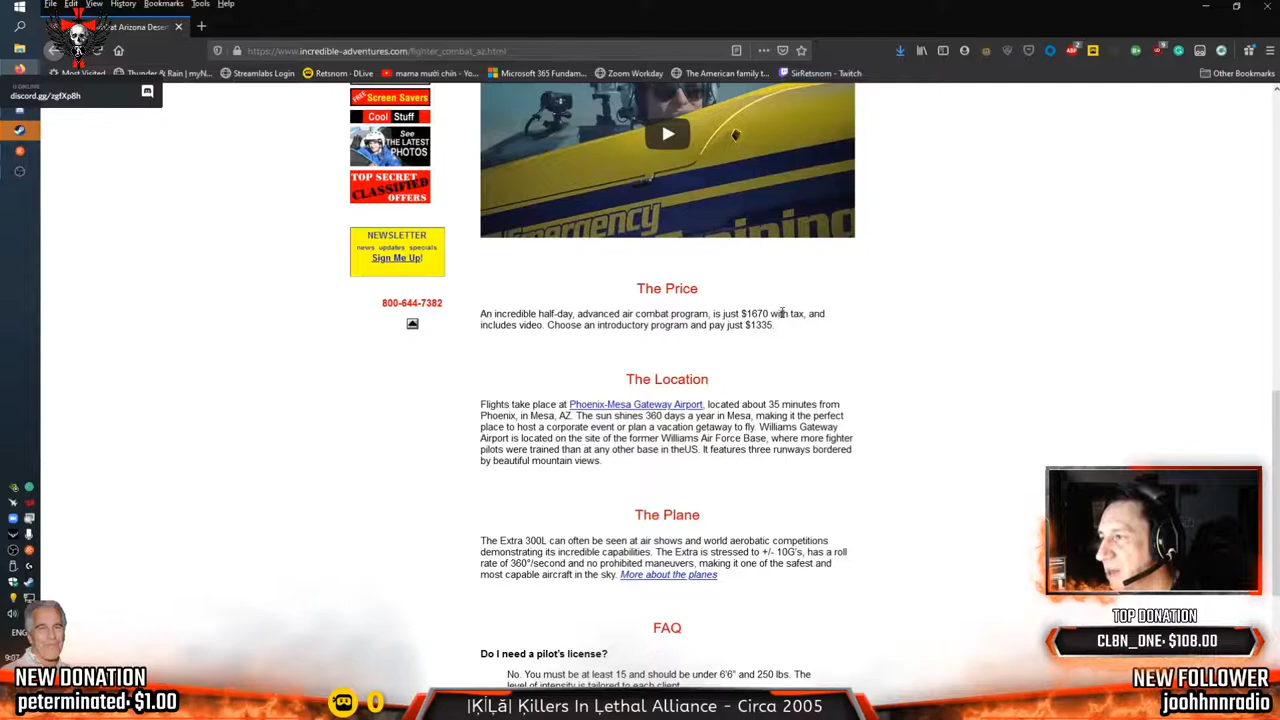 File Edit View History Bookmarks Tools Help
at Arizona Desert
https://www.incredible-adventures.com/fighter_combat_az.html
Most Visited
Thunder & Rain | myN...
Streamlabs Login
Retsnom - DLive
mama mutti chin - Yo...
Microsoft 365 Fundam...
Zoom Workday
The American family t...
SirRetsnom - Twitch
Other Bookmarks
discord.gg/zgfXp8h
FREE Screen Savers
Cool Stuff
See
THE LATEST
PHOTOS
TOP SECRET
CLASSIFIED
OFFERS
NEWSLETTER
news updates specials
Sign Me Up!
800-644-7382
Emergency
Training
The Price
An incredible half-day, advanced air combat program, is just $1670 with tax, and
includes video. Choose an introductory program and pay just $1335.
The Location
Flights take place at Phoenix-Mesa Gateway Airport, located about 35 minutes from
Phoenix, in Mesa, AZ. The sun shines 360 days a year in Mesa, making it the perfect
place to host a corporate event or plan a vacation getaway to fly. Williams Gateway
Airport is located on the site of the former Williams Air Force Base, where more fighter
pilots were trained than at any other base in theUS. It features three runways bordered
by beautiful mountain views.
The Plane
The Extra 300L can often be seen at air shows and world aerobatic competitions
demonstrating its incredible capabilities. The Extra is stressed to +/- 10G's, has a roll
rate of 360°/second and no prohibited maneuvers, making it one of the safest and
most capable aircraft in the sky. More about the planes
FAQ
Do I need a pilot's license?
No. You must be at least 15 and should be under 6'6" and 250 lbs. The
level of intensity is tailored to each client.
ENG
TOP DONATION
CL8N_ONE: $108.00
NEW DONATION
peterminated: $1.00
0
|ĶİĻã| Ķillers In Ļethal Alliance - Circa 2005
NEW FOLLOWER
joohhnnradio